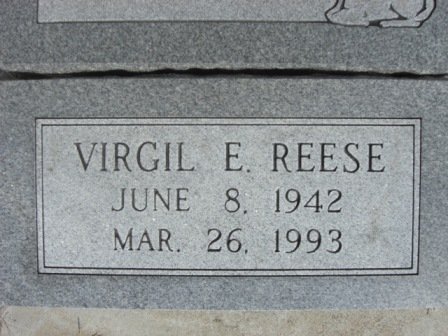 VIRGIL E. REESE
JUNE 8, 1942
MAR. 26, 1993